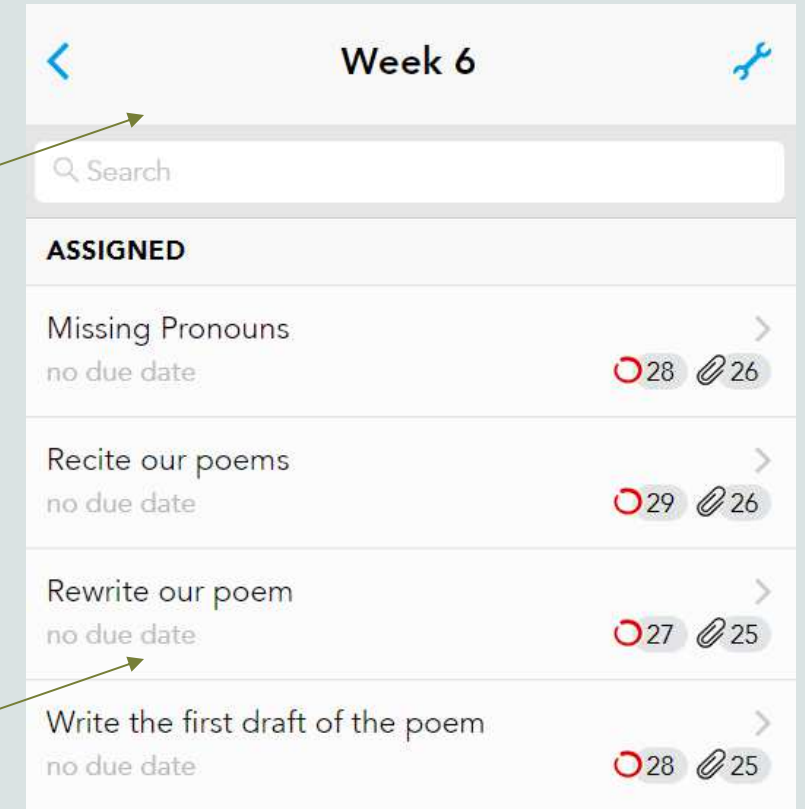 Week 6
Search
ASSIGNED
Missing Pronouns
no due date
28 26
Recite our poems
no due date
29 26
Rewrite our poem
no due date
27 25
Write the first draft of the poem
no due date
28 25